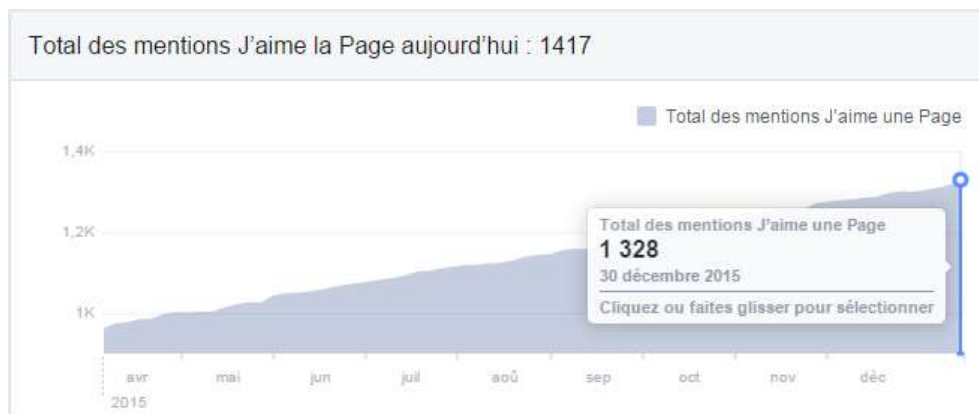 Total des mentions J'aime la Page aujourd'hui : 1417
Total des mentions J'aime une Page
1,4K
1,2K
1K
Total des mentions J'aime une Page
1 328
30 décembre 2015
Cliquez ou faites glisser pour sélectionner
avr mai jun juil aoû sep oct nov déc
2015